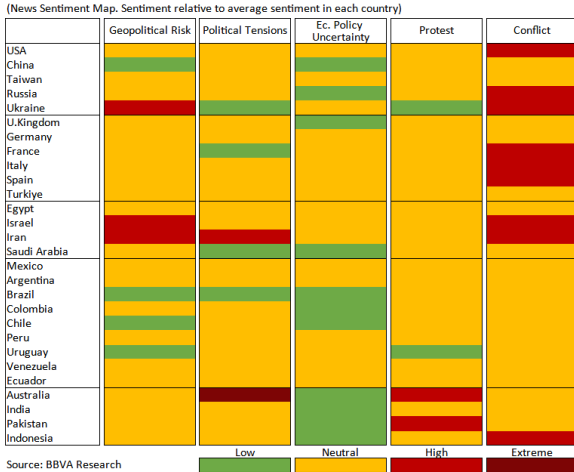 (News Sentiment Map. Sentiment relative to average sentiment in each country)
Geopolitical Risk Political Tensions Ec. Policy Uncertainty Protest Conflict
USA
China
Taiwan
Russia
Ukraine
U.Kingdom
Germany
France
Italy
Spain
Turkiye
Egypt
Israel
Iran
Saudi Arabia
Mexico
Argentina
Brazil
Colombia
Chile
Peru
Uruguay
Venezuela
Ecuador
Australia
India
Pakistan
Indonesia
Low Neutral High Extreme
Source: BBVA Research